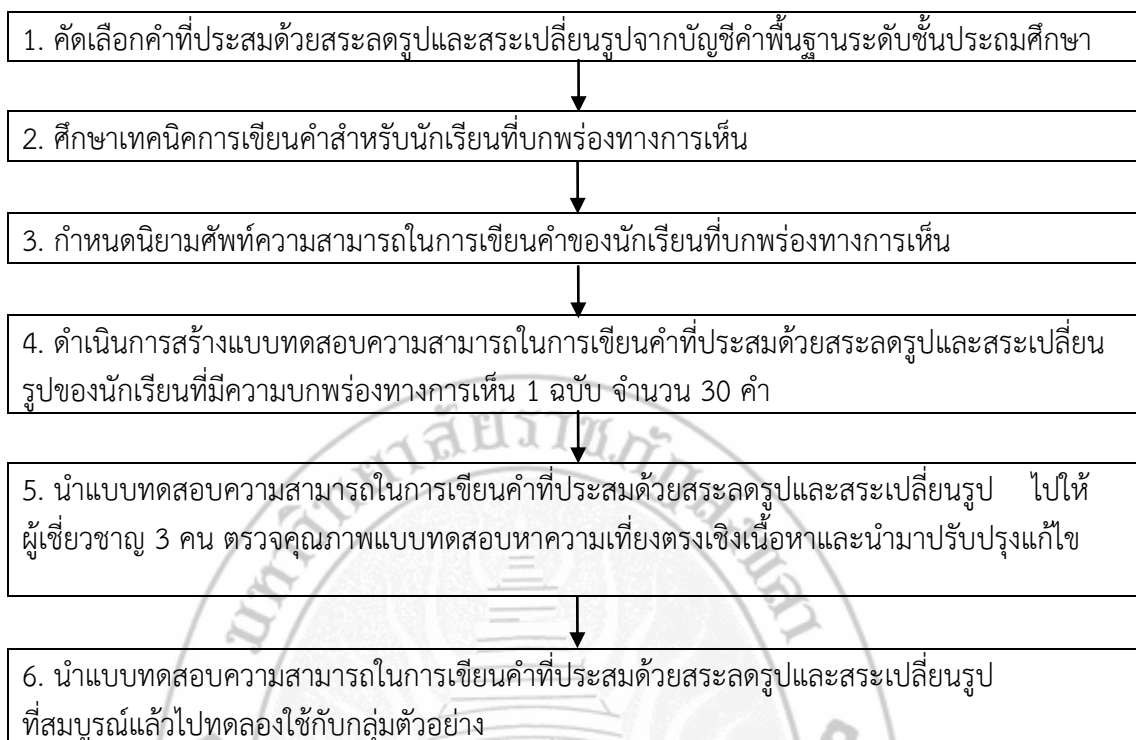 1. คัดเลือกคำที่ประสมด้วยสระลดรูปและสระเปลี่ยนรูปจากบัญชีคำพื้นฐานระดับชั้นประถมศึกษา
2. ศึกษาเทคนิคการเขียนคำสำหรับนักเรียนที่บกพร่องทางการเห็น
3. กำหนดนิยามศัพท์ความสามารถในการเขียนคำของนักเรียนที่บกพร่องทางการเห็น
4. ดำเนินการสร้างแบบทดสอบความสามารถในการเขียนคำที่ประสมด้วยสระลดรูปและสระเปลี่ยน
รูปของนักเรียนที่มีความบกพร่องทางการเห็น 1 ฉบับ จำนวน 30 คำ
5. นำแบบทดสอบความสามารถในการเขียนคำที่ประสมด้วยสระลดรูปและสระเปลี่ยนรูป ไปให้
ผู้เชี่ยวชาญ 3 คน ตรวจคุณภาพแบบทดสอบหาความเที่ยงตรงเชิงเนื้อหาและนำมาปรับปรุงแก้ไข
6. นำแบบทดสอบความสามารถในการเขียนคำที่ประสมด้วยสระลดรูปและสระเปลี่ยนรูป
ที่สมบูรณ์แล้วไปทดลองใช้กับกลุ่มตัวอย่าง